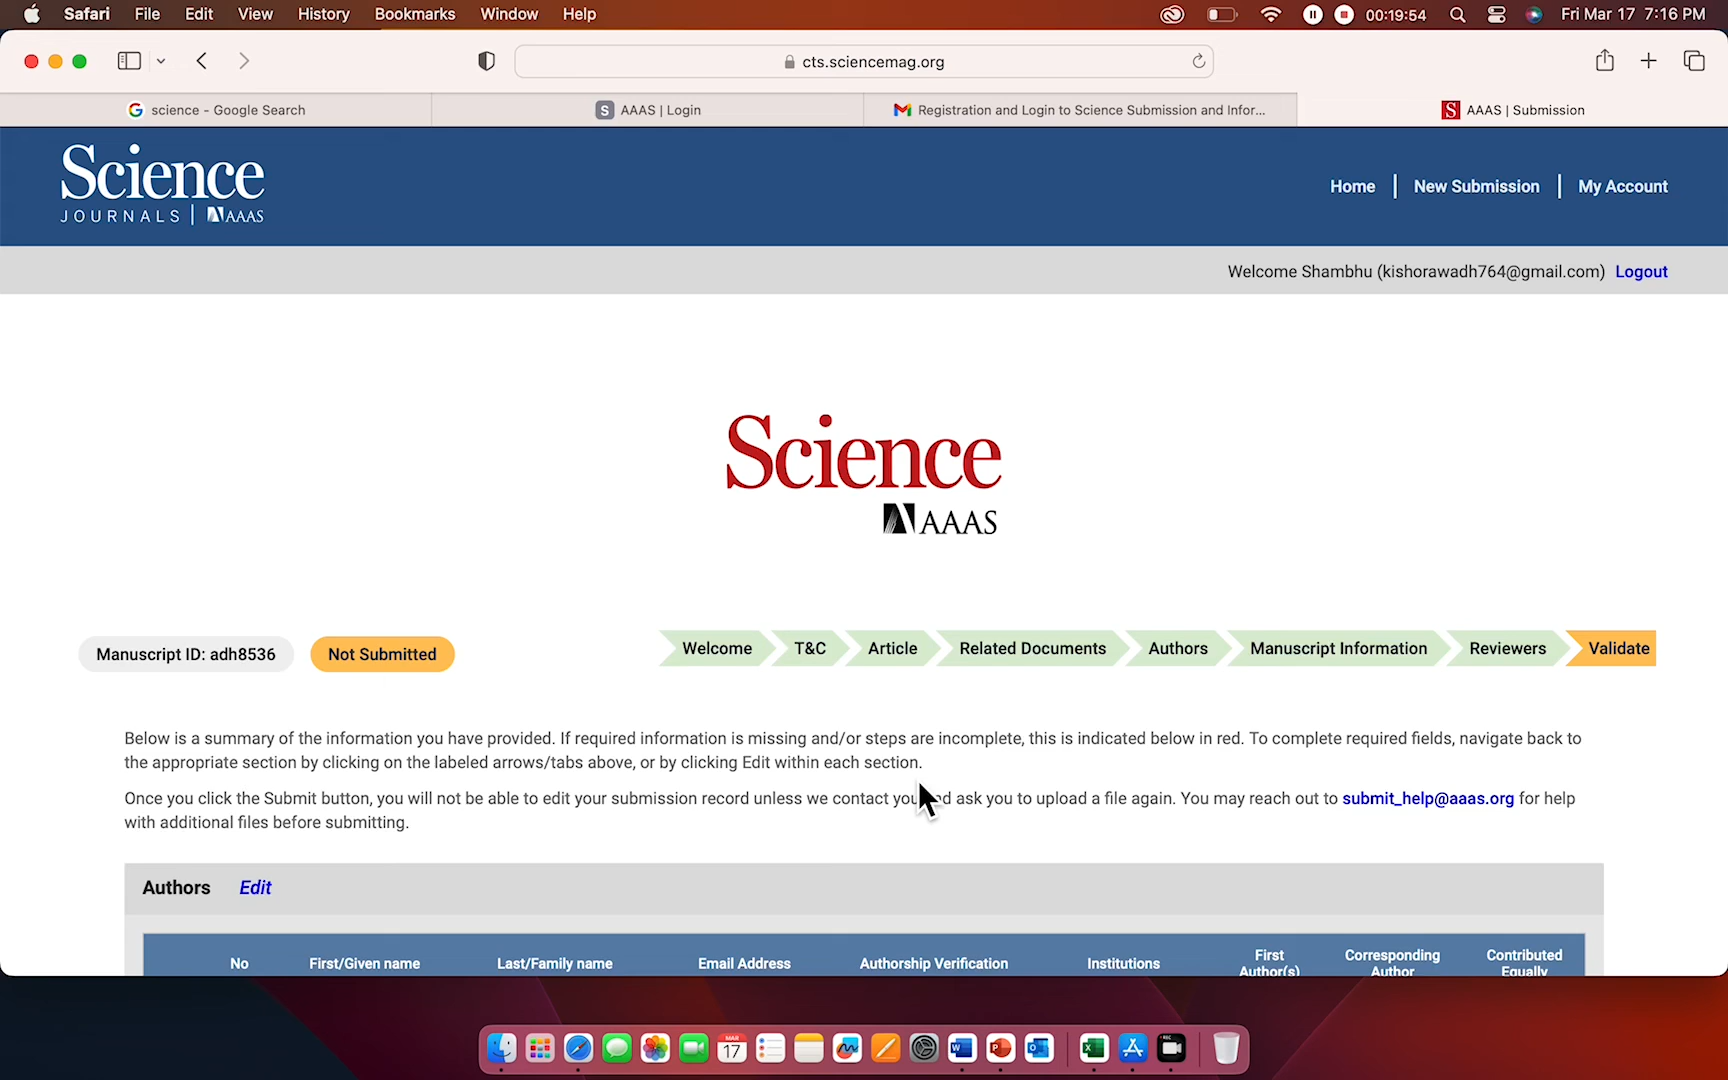 Safari File Edit View History Bookmarks Window Help 00:19:54 Fri Mar 17 7:16 PM
cts.sciencemag.org
science - Google Search AAAS | Login Registration and Login to Science Submission and Infor... AAAS | Submission
Science
JOURNALS | AAAS
Home | New Submission | My Account
Welcome Shambhu (kishorawadh764@gmail.com) Logout
Science
AAAS
Manuscript ID: adh8536 Not Submitted Welcome T&C Article Related Documents Authors Manuscript Information Reviewers Validate
Below is a summary of the information you have provided. If required information is missing and/or steps are incomplete, this is indicated below in red. To complete required fields, navigate back to
the appropriate section by clicking on the labeled arrows/tabs above, or by clicking Edit within each section.
Once you click the Submit button, you will not be able to edit your submission record unless we contact you ask you to upload a file again. You may reach out to submit_help@aaas.org for help
with additional files before submitting.
Authors Edit
No First/Given name Last/Family name Email Address Authorship Verification Institutions First Author(s) Corresponding Author Contributed Equally
MAR
17